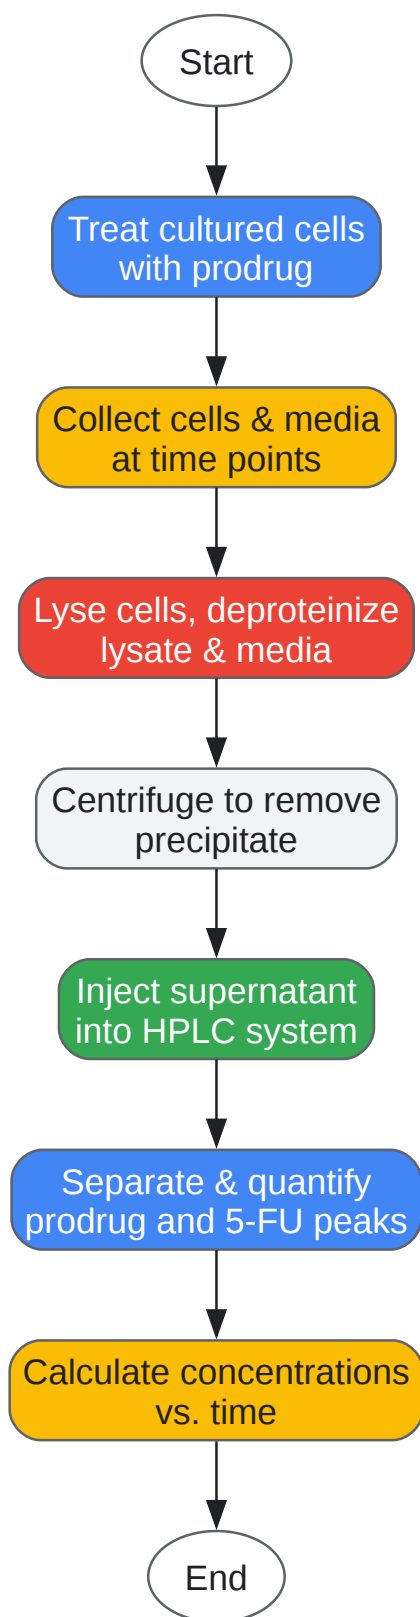 Start
Treat cultured cells
with prodrug
Collect cells & media
at time points
Lyse cells, deproteinize
lysate & media
Centrifuge to remove
precipitate
Inject supernatant
into HPLC system
Separate & quantify
prodrug and 5-FU peaks
Calculate concentrations
vs. time
End